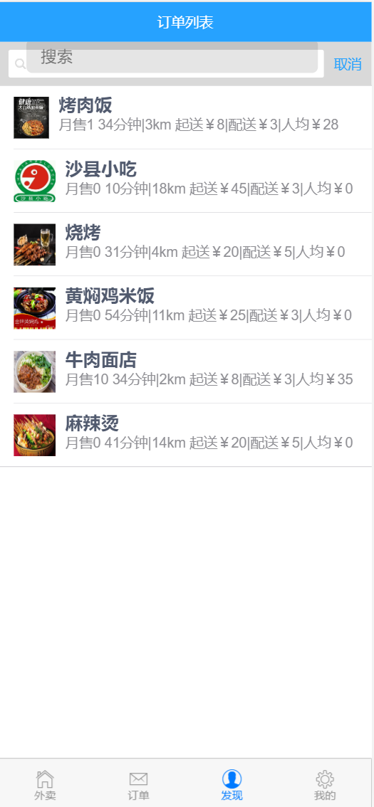 订单列表
搜索
取消
健康
烤肉饭
月售1 34分钟|3km 起送￥8|配送￥3|人均￥28
沙县小吃
月售0 10分钟|18km 起送￥45|配送￥3|人均￥0
烧烤
月售0 31分钟|4km 起送￥20|配送￥5|人均￥0
黄焖鸡米饭
月售0 54分钟|11km 起送￥25|配送￥3|人均￥0
牛肉面店
月售10 34分钟|2km 起送￥8|配送￥3|人均￥35
麻辣烫
月售0 41分钟|14km 起送￥20|配送￥5|人均￥0
外卖
订单
发现
我的